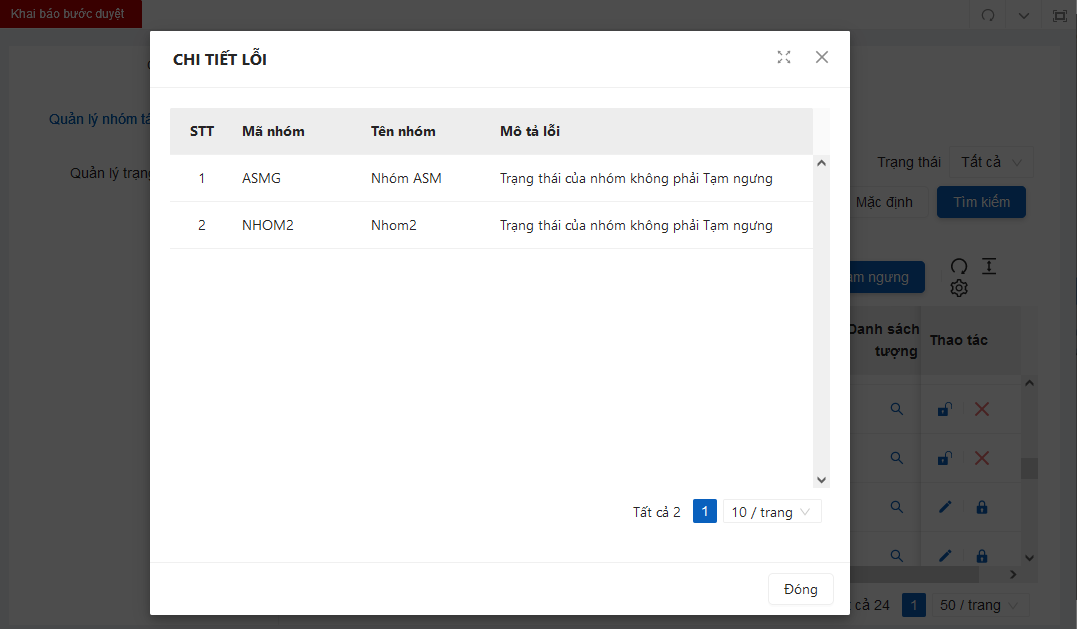 Khai báo bước duyệt
CHI TIẾT LỖI
Quản lý nhóm
Quản lý
Trạng thái Tất cả
Mặc định Tìm kiếm
ngưng
Danh sách
tượng
Thao tác
STT Mã nhóm Tên nhóm Mô tả lỗi
1 ASMG Nhóm ASM Trạng thái của nhóm không phải Tạm ngưng
2 NHOM2 Nhom2 Trạng thái của nhóm không phải Tạm ngưng
Tất cả 2 1 10 / trang
Đóng
cả 24 1 50 / trang